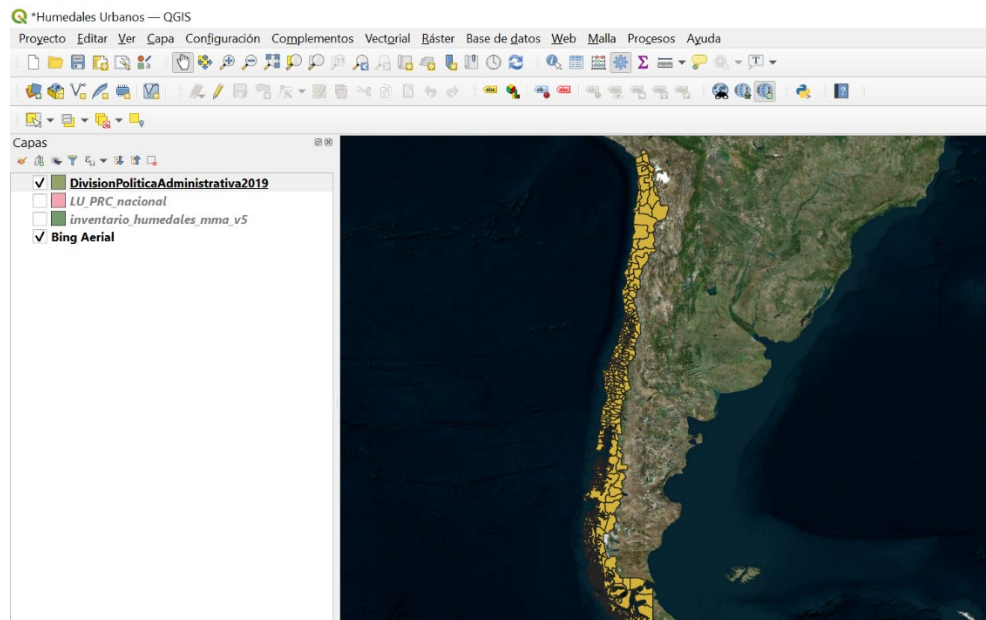 *Humedales Urbanos — QGIS
Proyecto Editar Ver Capa Configuración Complementos Vectorial Ráster Base de datos Web Malla Procesos Ayuda
Capas
DivisionPoliticaAdministrativa2019
LU_PRC_nacional
inventario_humedales_mma_v5
Bing Aerial